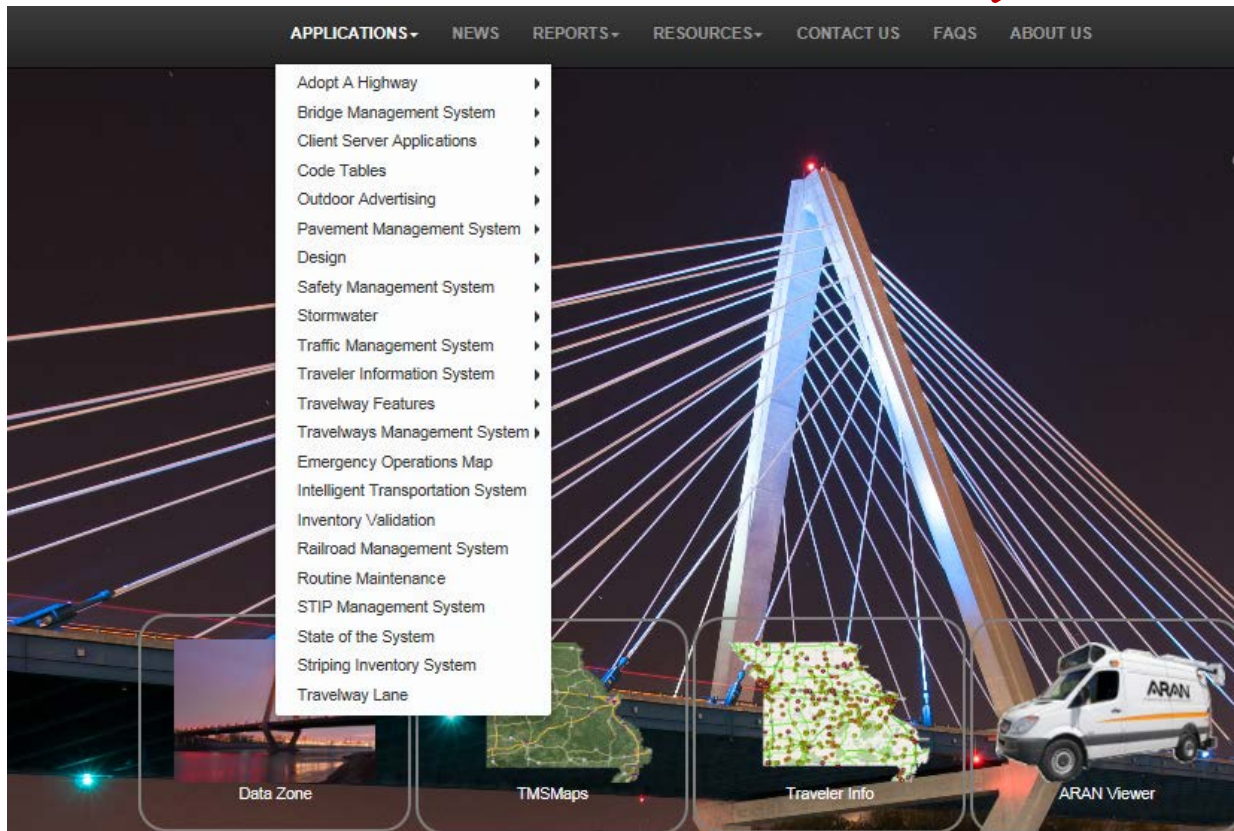 APPLICATIONS NEWS REPORTS RESOURCES CONTACT US FAQS ABOUT US
Adopt A Highway
Bridge Management System
Client Server Applications
Code Tables
Outdoor Advertising
Pavement Management System
Design
Safety Management System
Stormwater
Traffic Management System
Traveler Information System
Travelway Features
Travelways Management System
Emergency Operations Map
Intelligent Transportation System
Inventory Validation
Railroad Management System
Routine Maintenance
STIP Management System
State of the System
Striping Inventory System
Travelway Lane
ARAN
Data Zone TMSMaps Traveler Info ARAN Viewer